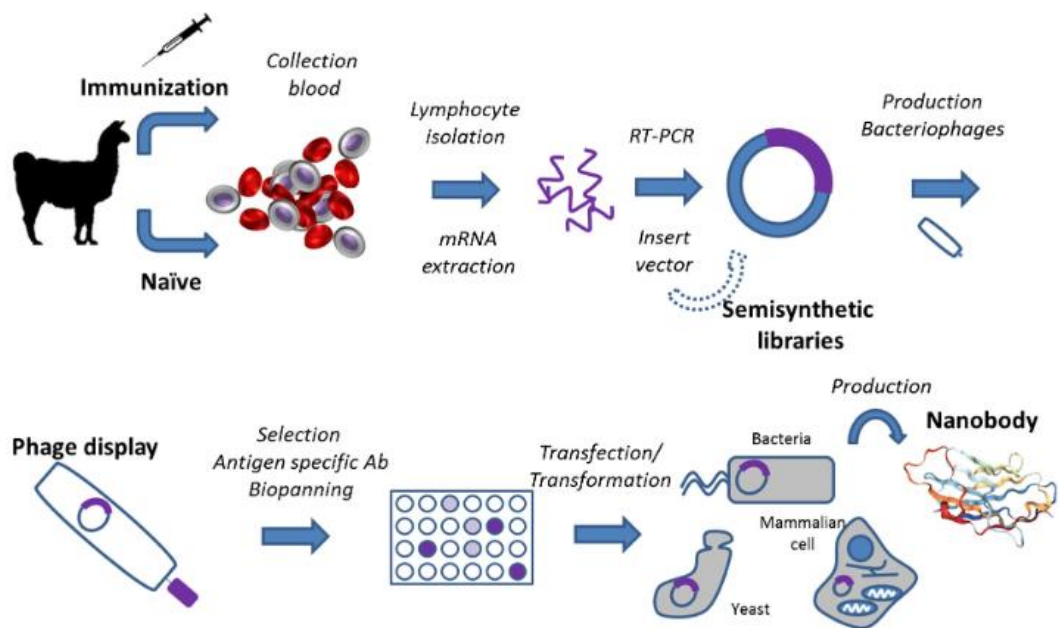 Immunization
Collection
blood
Naïve
Lymphocyte
isolation
mRNA
extraction
RT-PCR
Insert
vector
Semisynthetic
libraries
Production
Bacteriophages
Phage display
Selection
Antigen specific Ab
Biopanning
Transfection/
Transformation
Bacteria
Mammalian
cell
Yeast
Production
Nanobody